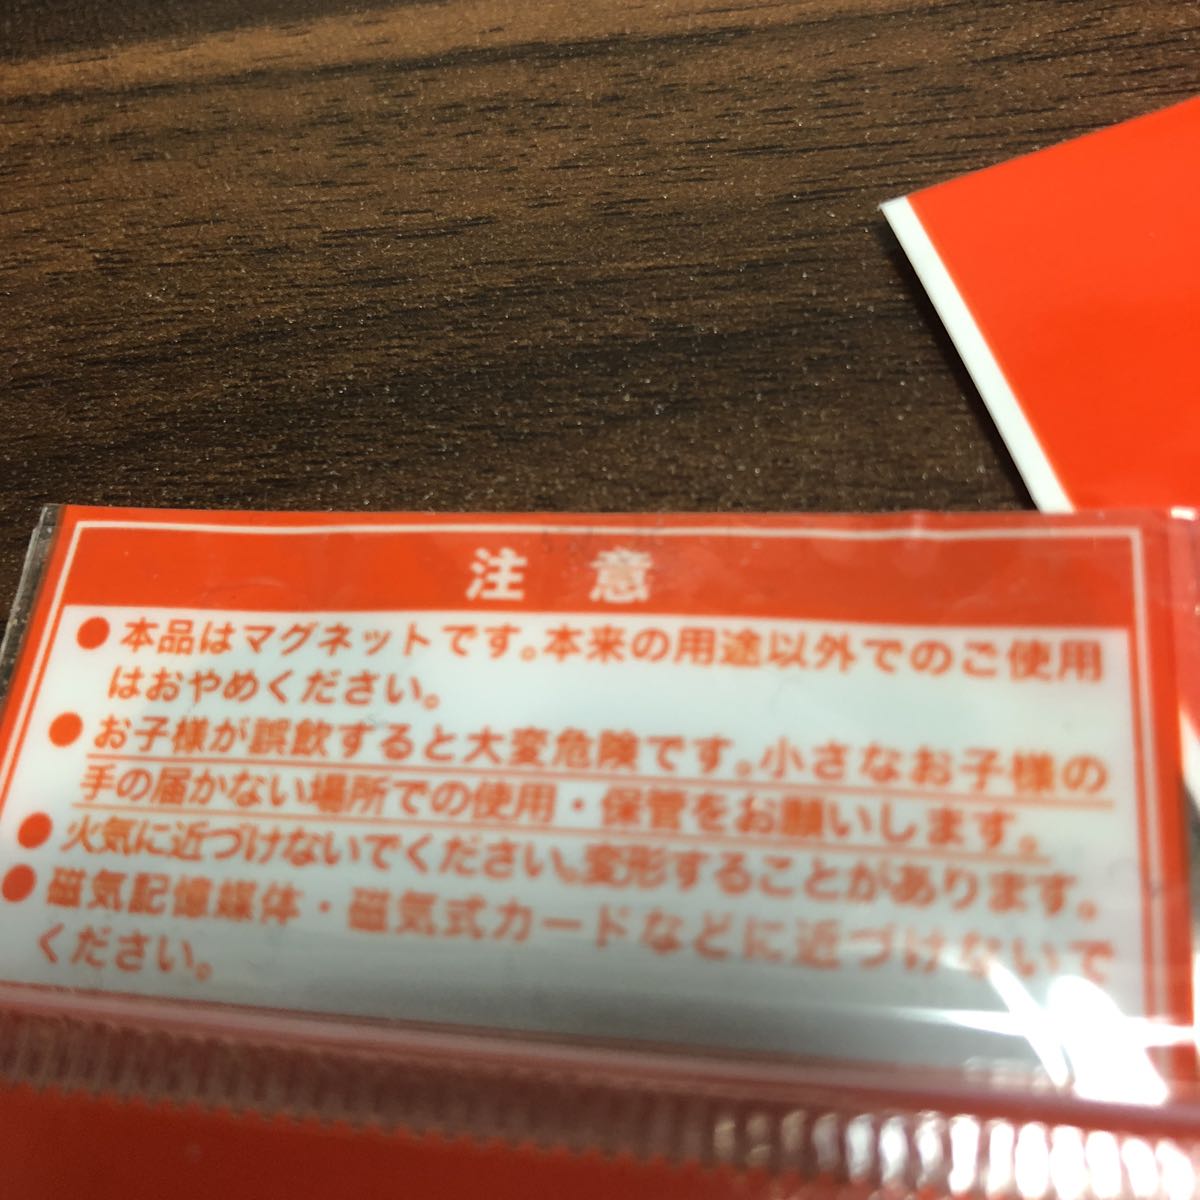 注意
●本品はマグネットです。本来の用途以外でのご使用
はおやめください。
●お子様が誤飲すると大変危険です。小さなお子様の
手の届かない場所での使用・保管をお願いします。
●火気に近づけないでください。変形することがあります。
●磁気記憶媒体・磁気式カードなどに近づけないで
ください。